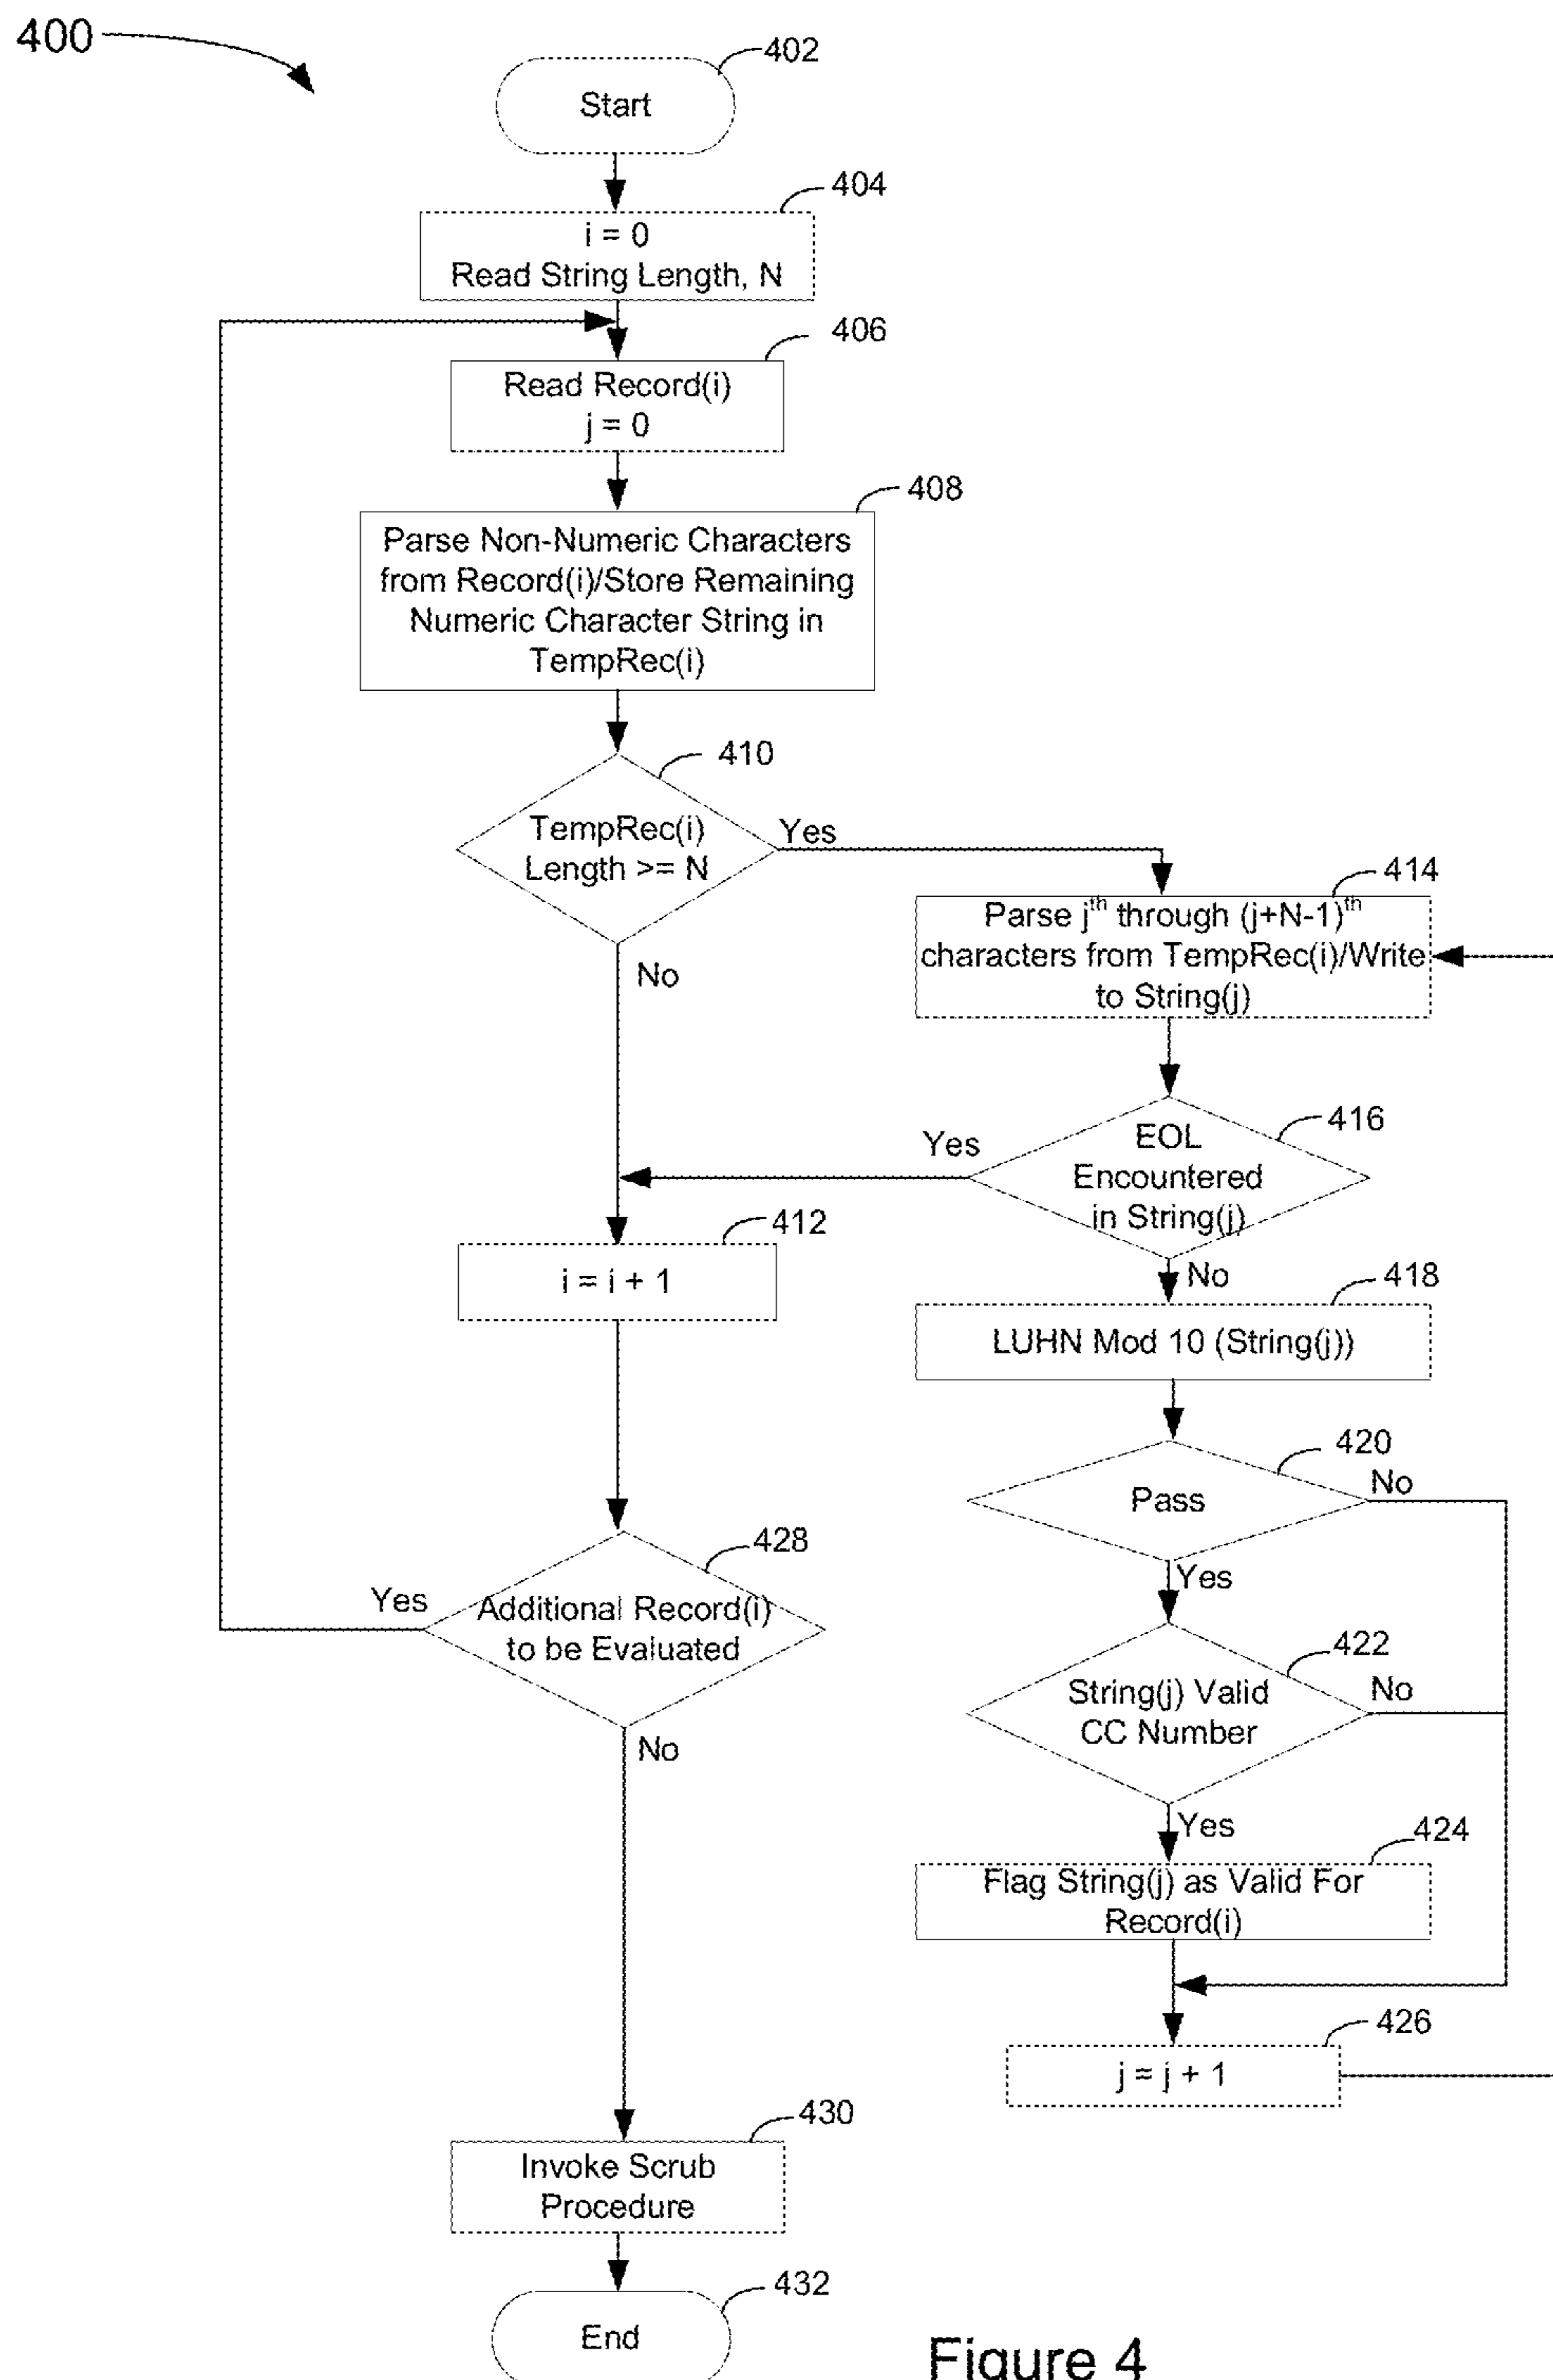 400
402
Start
404
i = 0
Read String Length, N
406
Read Record(i)
j = 0
408
Parse Non-Numeric Characters
from Record(i)/Store Remaining
Numeric Character String in
TempRec(i)
410
TempRec(i)
Length >= N
Yes
No
414
Parse jth through (j+N-1)th
characters from TempRec(i)/Write
to String(j)
416
EOL
Encountered
in String(j)
Yes
No
412
i = i + 1
418
LUHN Mod 10 (String(j))
420
Pass
No
Yes
428
Additional Record(i)
to be Evaluated
Yes
No
422
String(j) Valid
CC Number
No
Yes
424
Flag String(j) as Valid For
Record(i)
426
j = j + 1
430
Invoke Scrub
Procedure
432
End
Figure 4